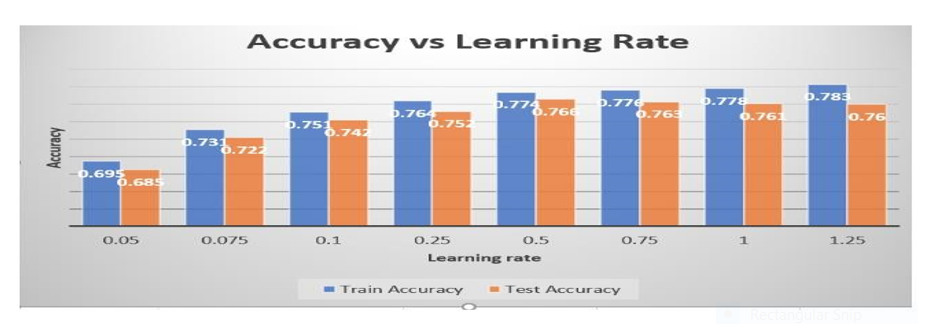 Accuracy vs Learning Rate
Accuracy
0.695 0.685 0.731 0.722 0.751 0.742 0.764 0.752 0.774 0.766 0.776 0.763 0.778 0.761 0.783 0.76
0.05 0.075 0.1 0.25 0.5 0.75 1 1.25
Learning rate
Train Accuracy Test Accuracy
Rectangular Snip